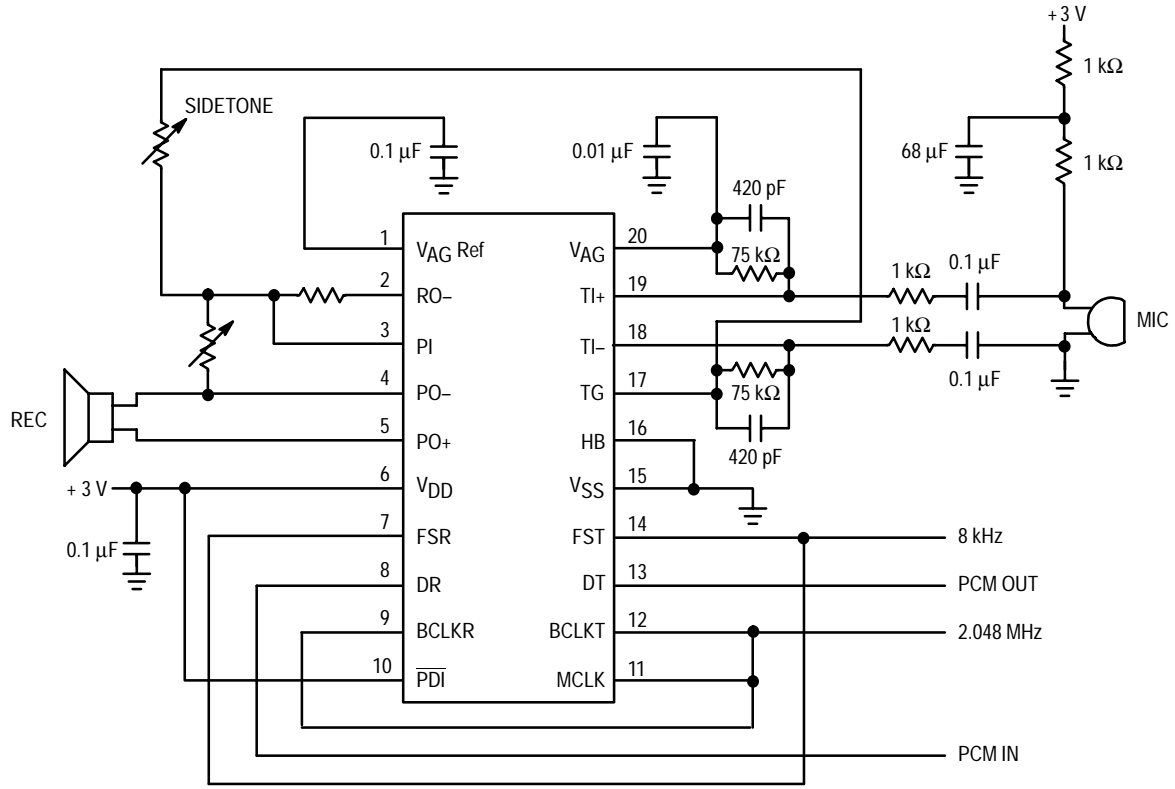 + 3 V
1 kΩ
SIDETONE
0.1 µF
0.01 µF
68 µF
1 kΩ
420 pF
1
V_AG Ref
V_AG
20
75 kΩ
1 kΩ
0.1 µF
2
RO–
TI+
19
MIC
3
PI
TI–
18
1 kΩ
0.1 µF
4
PO–
TG
17
75 kΩ
REC
5
PO+
HB
16
420 pF
+ 3 V
6
V_DD
V_SS
15
7
FSR
FST
14
8 kHz
0.1 µF
8
DR
DT
13
PCM OUT
9
BCLKR
BCLKT
12
2.048 MHz
10
PDI
MCLK
11
PCM IN